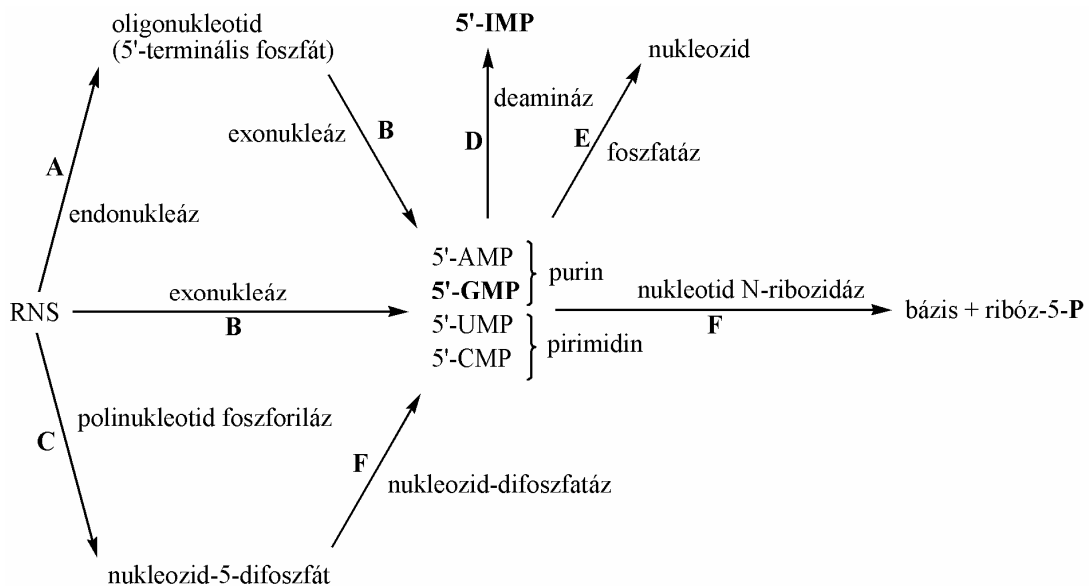 oligonukleotid
(5'-terminális foszfát)
5'-IMP
nukleozid
deamináz
exonukleáz
B
D
E
foszfatáz
A
endonukleáz
5'-AMP
5'-GMP
purin
RNS
exonukleáz
B
nukleotid N-ribozidáz
F
bázis + ribóz-5-P
5'-UMP
5'-CMP
pirimidin
polinukleotid foszforiláz
C
F
nukleozid-difoszfatáz
nukleozid-5-difoszfát